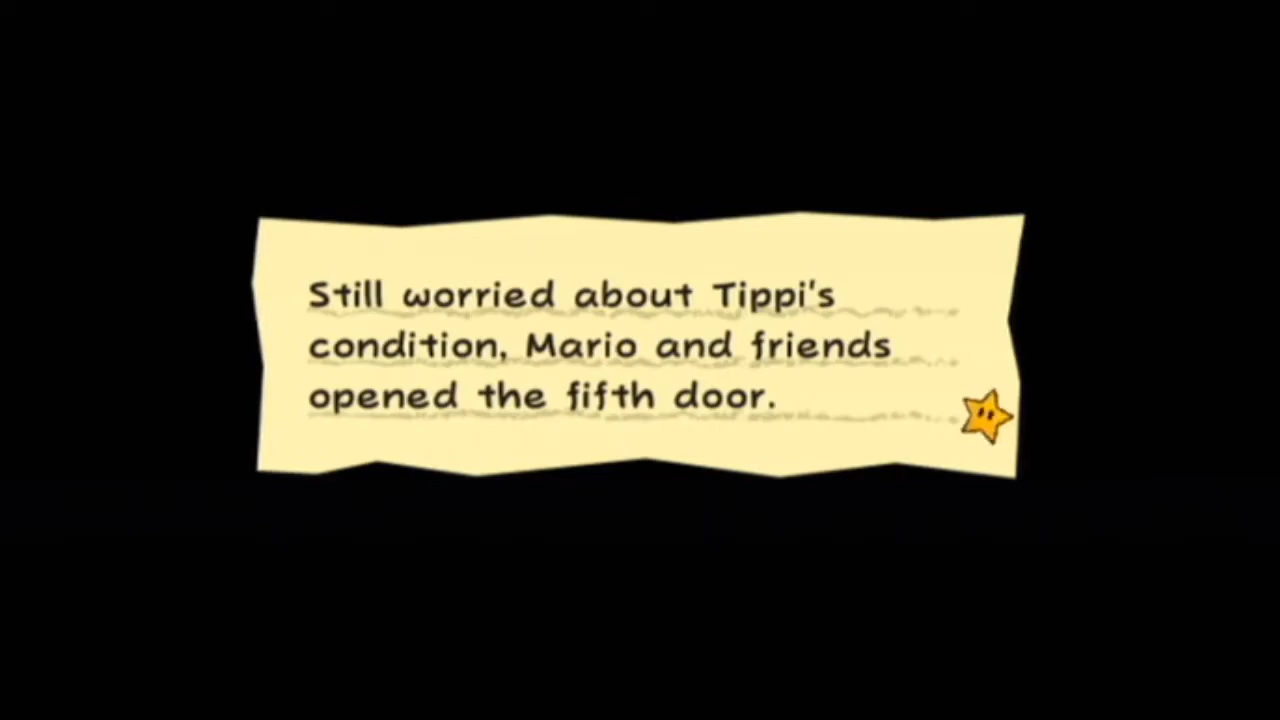 Still worried about Tippi's
condition, Mario and friends
opened the fifth door.